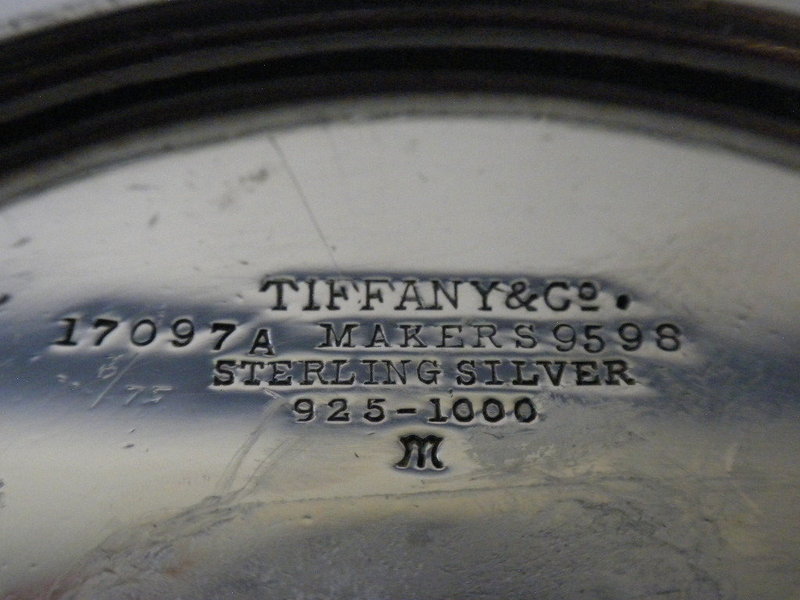 TIFFANY & Cº.
17097A MAKERS 9598
STERLING SILVER
925-1000
M